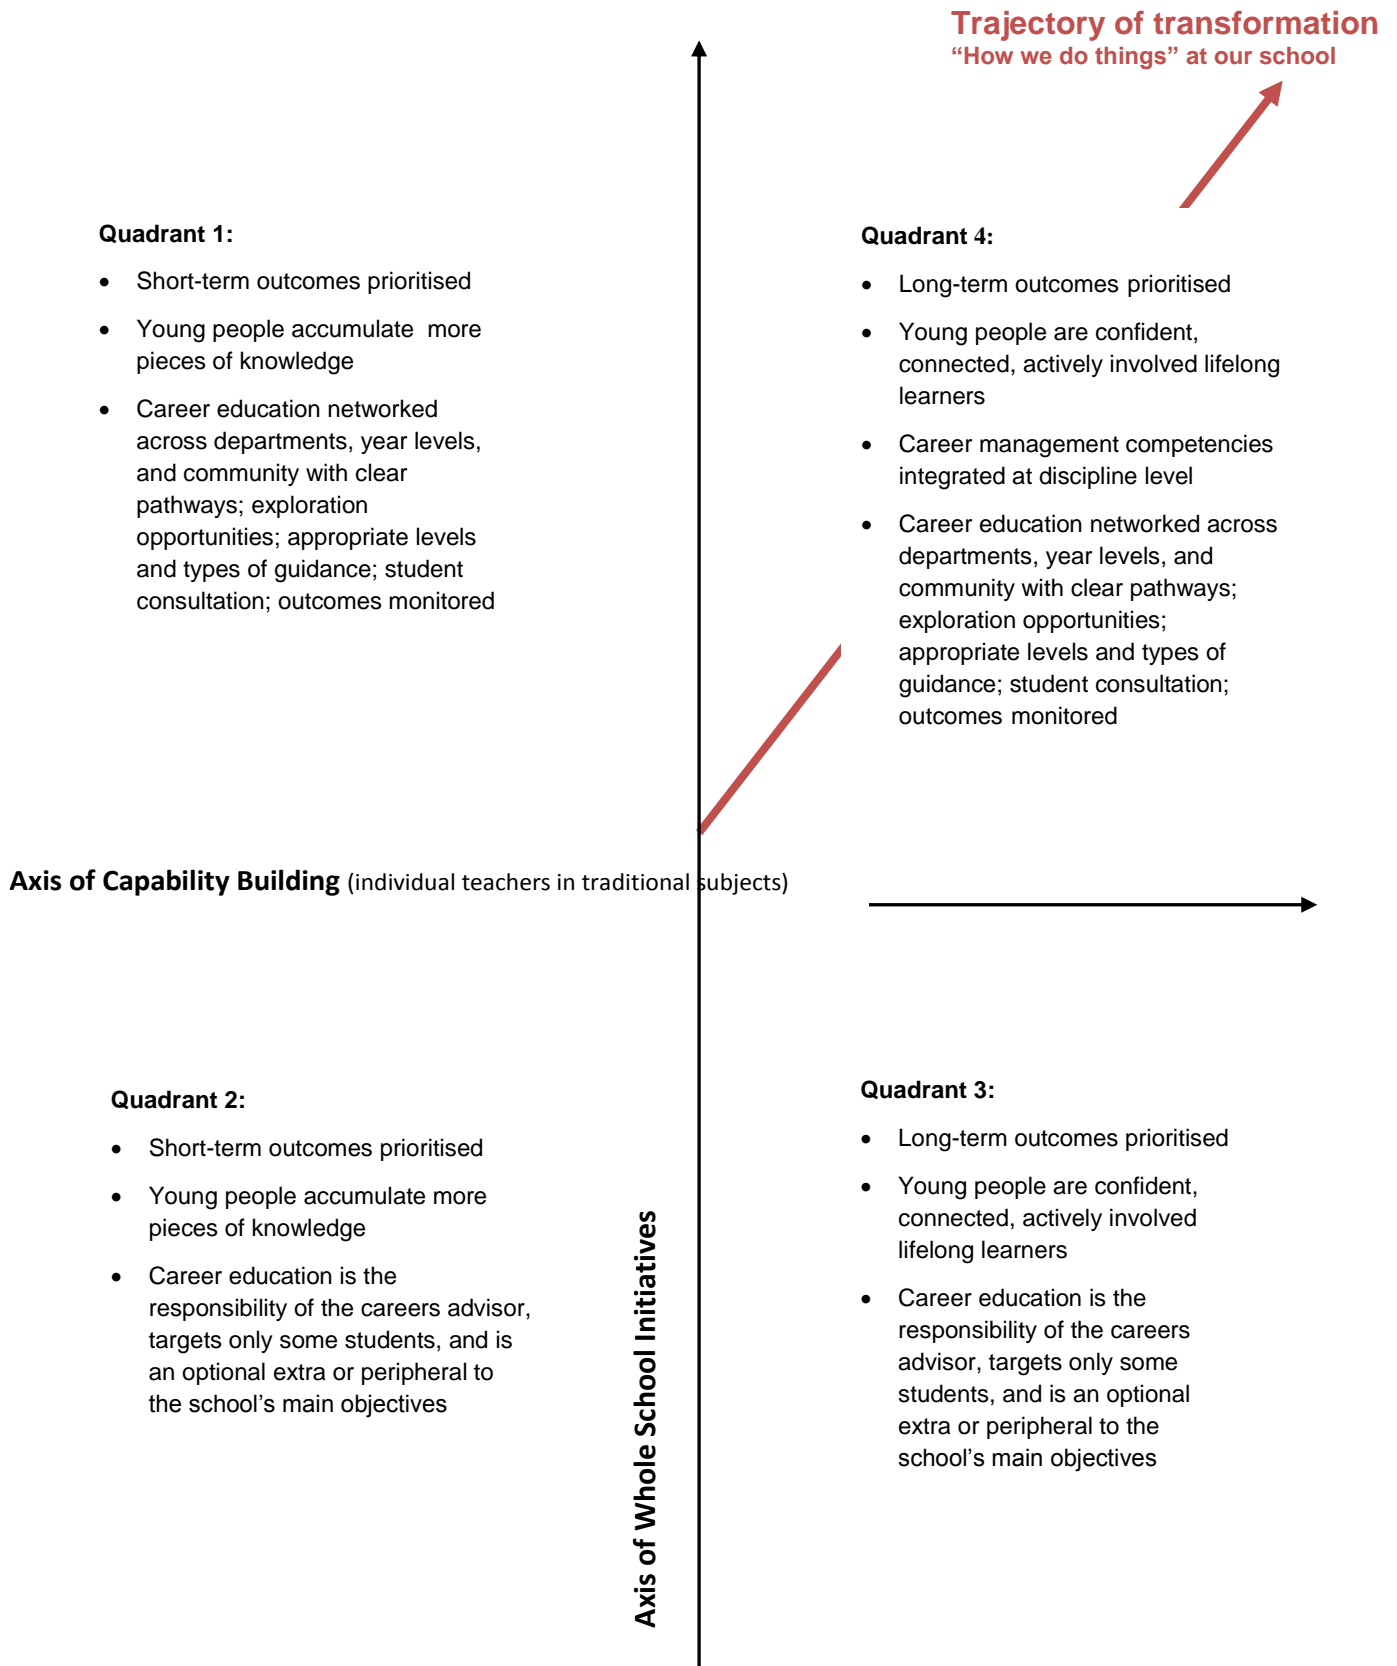 Trajectory of transformation
“How we do things” at our school
Quadrant 1:
• Short-term outcomes prioritised
• Young people accumulate more
pieces of knowledge
• Career education networked
across departments, year levels,
and community with clear
pathways; exploration
opportunities; appropriate levels
and types of guidance; student
consultation; outcomes monitored
Quadrant 4:
• Long-term outcomes prioritised
• Young people are confident,
connected, actively involved lifelong
learners
• Career management competencies
integrated at discipline level
• Career education networked across
departments, year levels, and
community with clear pathways;
exploration opportunities;
appropriate levels and types of
guidance; student consultation;
outcomes monitored
Axis of Capability Building (individual teachers in traditional subjects)
Quadrant 2:
• Short-term outcomes prioritised
• Young people accumulate more
pieces of knowledge
• Career education is the
responsibility of the careers advisor,
targets only some students, and is
an optional extra or peripheral to
the school’s main objectives
Axis of Whole School Initiatives
Quadrant 3:
• Long-term outcomes prioritised
• Young people are confident,
connected, actively involved
lifelong learners
• Career education is the
responsibility of the careers
advisor, targets only some
students, and is an optional
extra or peripheral to the
school’s main objectives